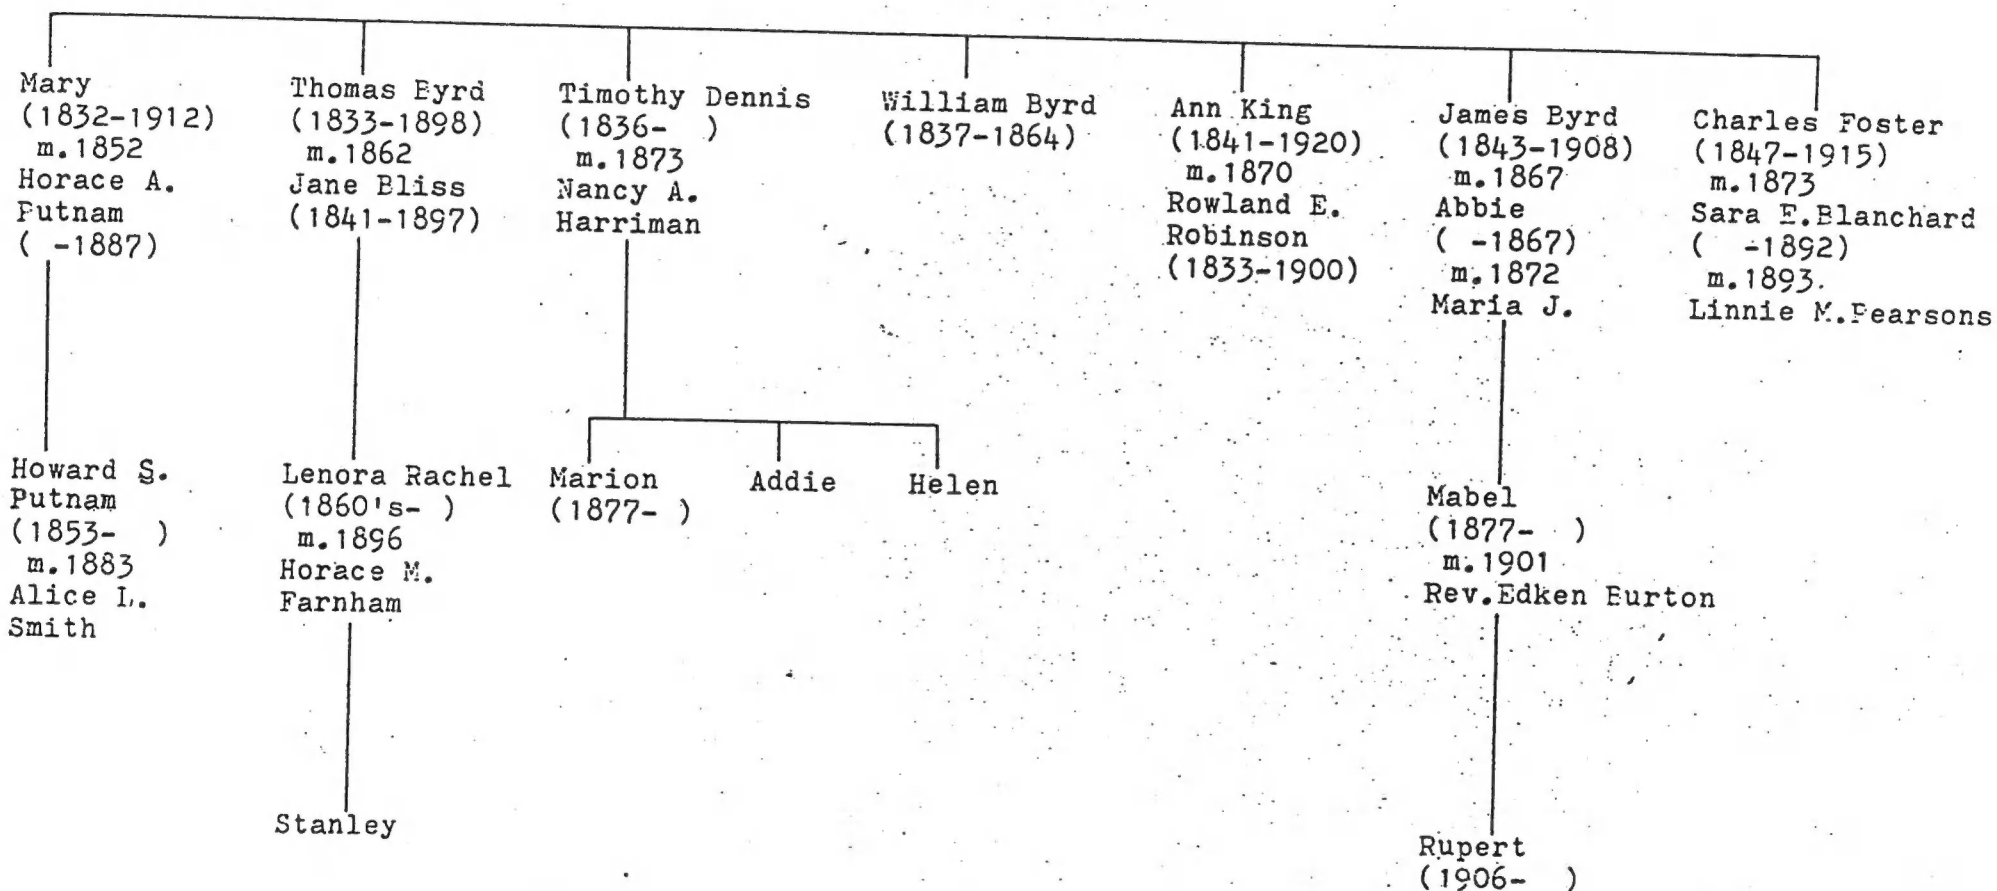 Mary
(1832-1912)
m.1852
Horace A.
Putnam
( -1887)
Thomas Byrd
(1833-1898)
m.1862
Jane Bliss
(1841-1897)
Timothy Dennis
(1836- )
m.1873
Nancy A.
Harriman
William Byrd
(1837-1864)
Ann King
(1841-1920)
m.1870
Rowland E.
Robinson
(1833-1900)
James Byrd
(1843-1908)
m.1867
Abbie
( -1867)
m.1872
Maria J.
Charles Foster
(1847-1915)
m.1873
Sara E.Blanchard
( -1892)
m.1893.
Linnie M.Pearsons
Howard S.
Putnam
(1853- )
m.1883
Alice L.
Smith
Lenora Rachel
(1860's- )
m.1896
Horace M.
Farnham
Marion
(1877- )
Addie
Helen
Mabel
(1877- )
m.1901
Rev.Edken Burton
Stanley
Rupert
(1906- )